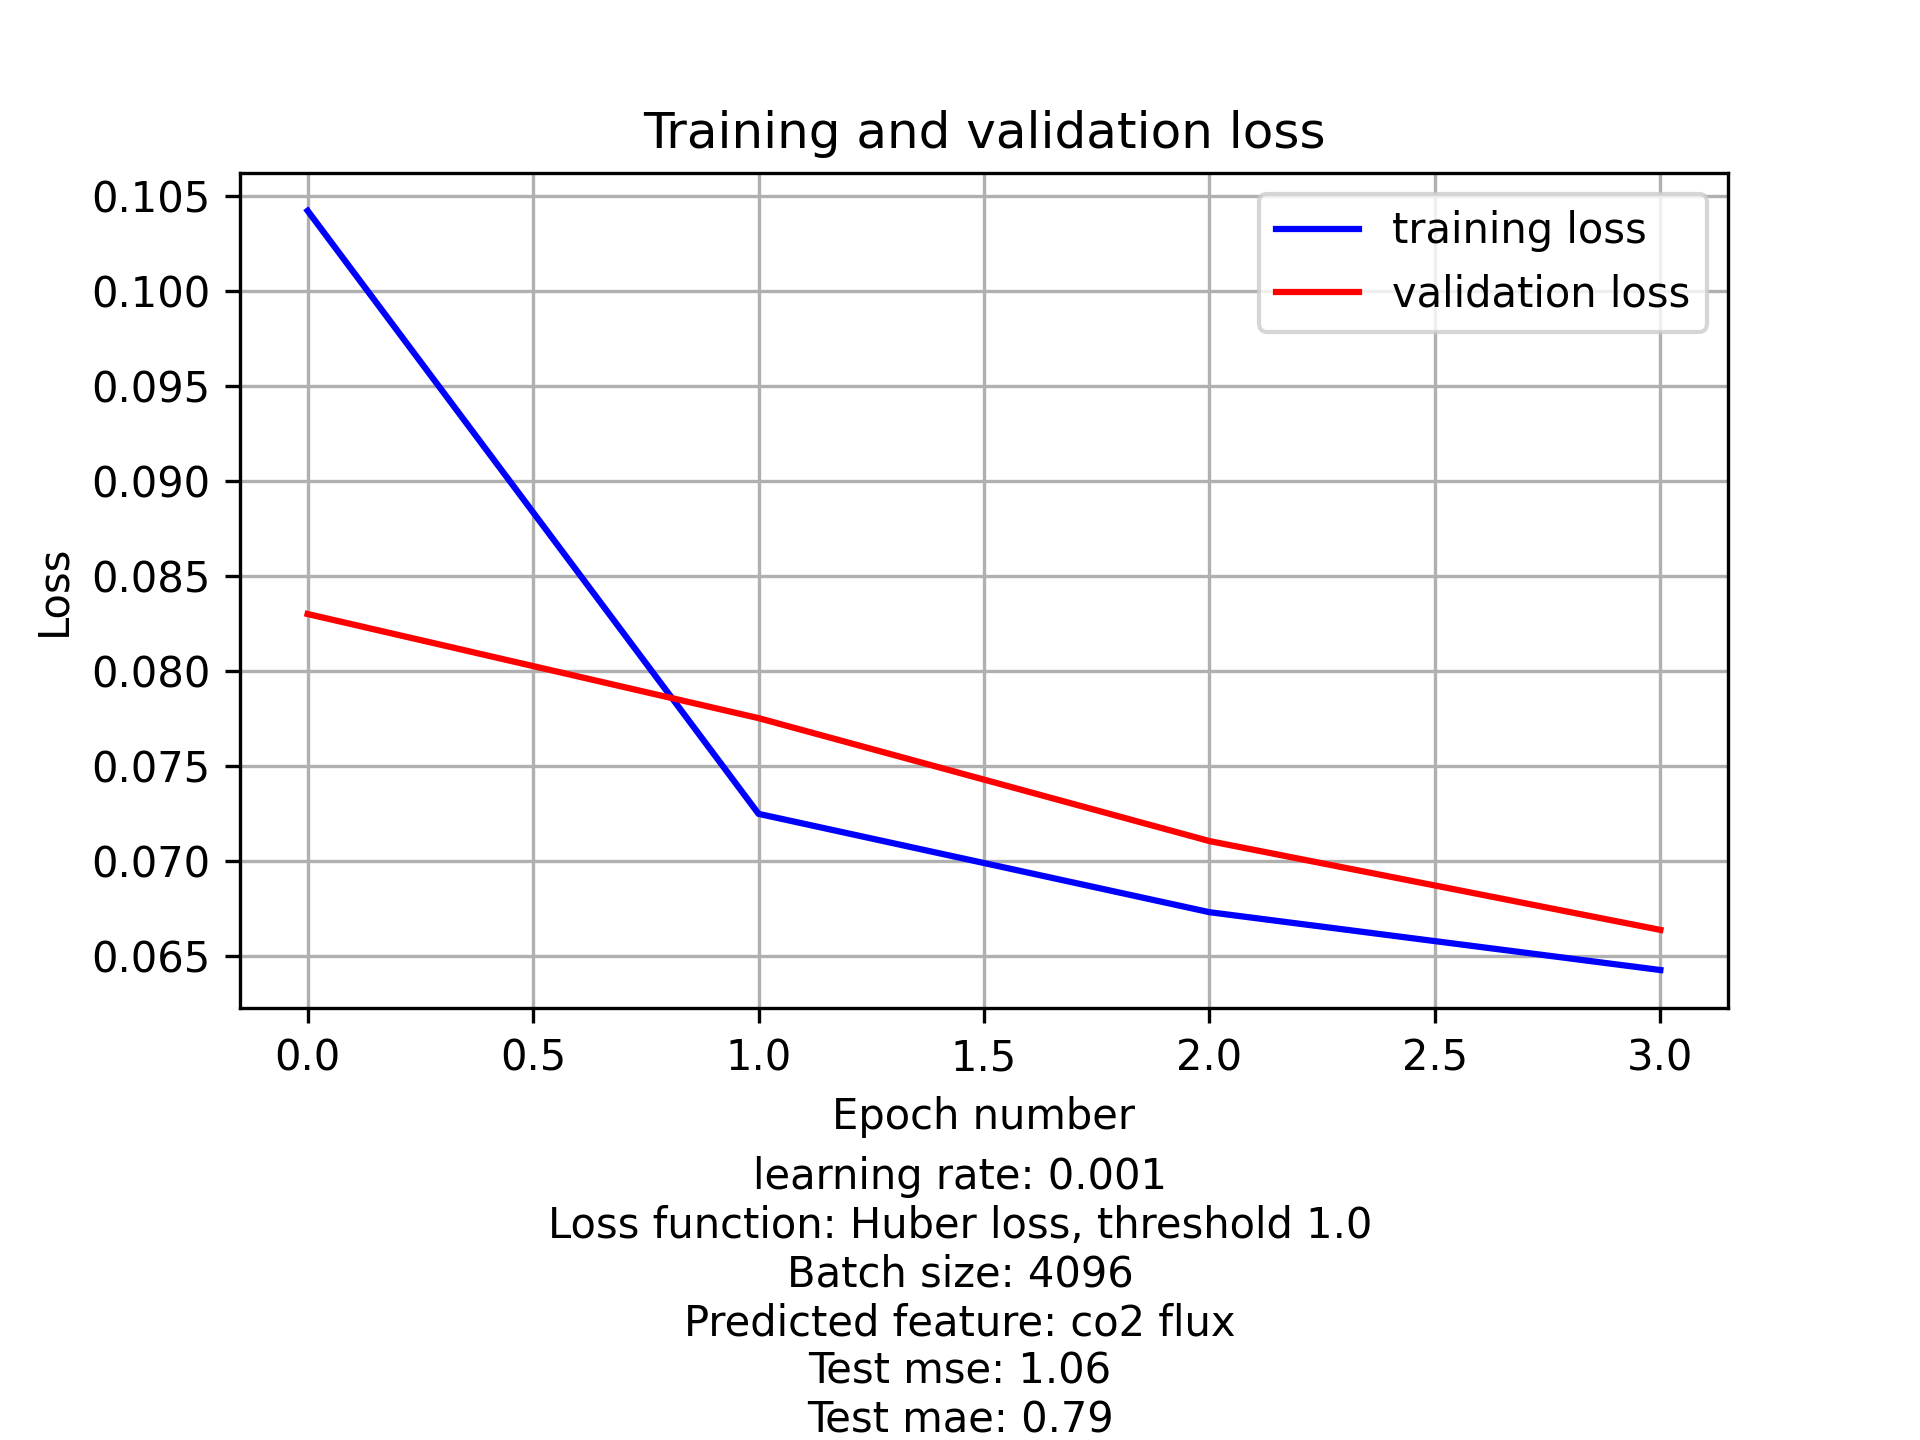 Training and validation loss
training loss
validation loss
0.105
0.100
0.095
0.090
0.085
0.080
0.075
0.070
0.065
Loss
0.0 0.5 1.0 1.5 2.0 2.5 3.0
Epoch number
learning rate: 0.001
Loss function: Huber loss, threshold 1.0
Batch size: 4096
Predicted feature: co2 flux
Test mse: 1.06
Test mae: 0.79